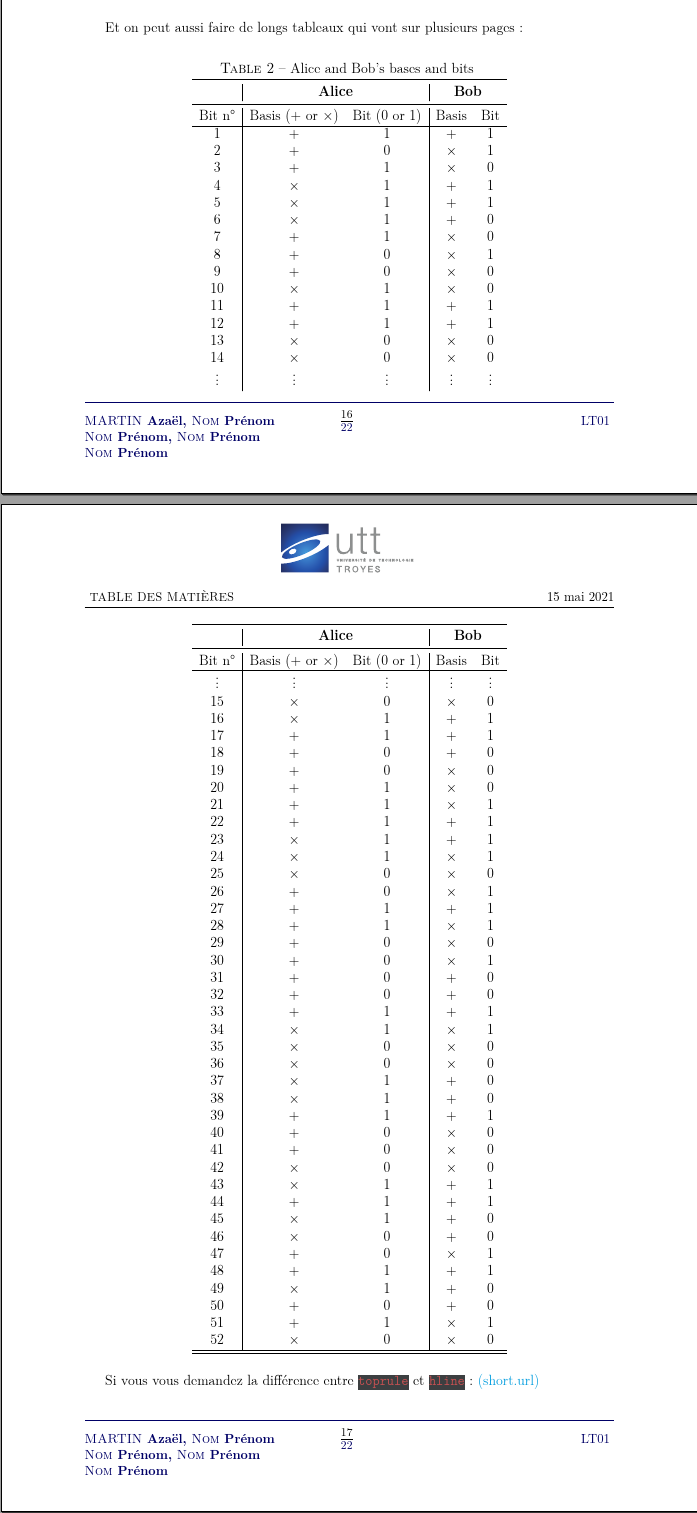 Et on peut aussi faire de longs tableaux qui vont sur plusieurs pages :
TABLE 2 – Alice and Bob's bases and bits
Alice Bob
Bit n° Basis (+ or ×) Bit (0 or 1) Basis Bit
1 + 1 + 1
2 + 0 × 1
3 + 1 × 0
4 × 1 + 1
5 × 1 + 1
6 × 1 + 0
7 + 1 × 0
8 + 0 × 1
9 + 0 × 0
10 × 1 × 0
11 + 1 + 1
12 + 1 + 1
13 × 0 × 0
14 × 0 × 0
⋮ ⋮ ⋮ ⋮ ⋮
MARTIN Azaël, NOM Prénom 16/22 LT01
NOM Prénom, NOM Prénom
NOM Prénom
utt
UNIVERSITÉ DE TECHNOLOGIE
TROYES
TABLE DES MATIÈRES 15 mai 2021
Alice Bob
Bit n° Basis (+ or ×) Bit (0 or 1) Basis Bit
⋮ ⋮ ⋮ ⋮ ⋮
15 × 0 × 0
16 × 1 + 1
17 + 1 + 1
18 + 0 + 0
19 + 0 × 0
20 + 1 × 0
21 + 1 × 1
22 + 1 + 1
23 × 1 + 1
24 × 1 × 1
25 × 0 × 0
26 + 0 × 1
27 + 1 + 1
28 + 1 × 1
29 + 0 × 0
30 + 0 × 1
31 + 0 + 0
32 + 0 + 0
33 + 1 + 1
34 × 1 × 1
35 × 0 × 0
36 × 0 × 0
37 × 1 + 0
38 × 1 + 0
39 + 1 + 1
40 + 0 × 0
41 + 0 × 0
42 × 0 × 0
43 × 1 + 1
44 + 1 + 1
45 × 1 + 0
46 × 0 + 0
47 + 0 × 1
48 + 1 + 1
49 × 1 + 0
50 + 0 + 0
51 + 1 × 1
52 × 0 × 0
Si vous vous demandez la différence entre toprule et hline : (short.url)
MARTIN Azaël, NOM Prénom 17/22 LT01
NOM Prénom, NOM Prénom
NOM Prénom